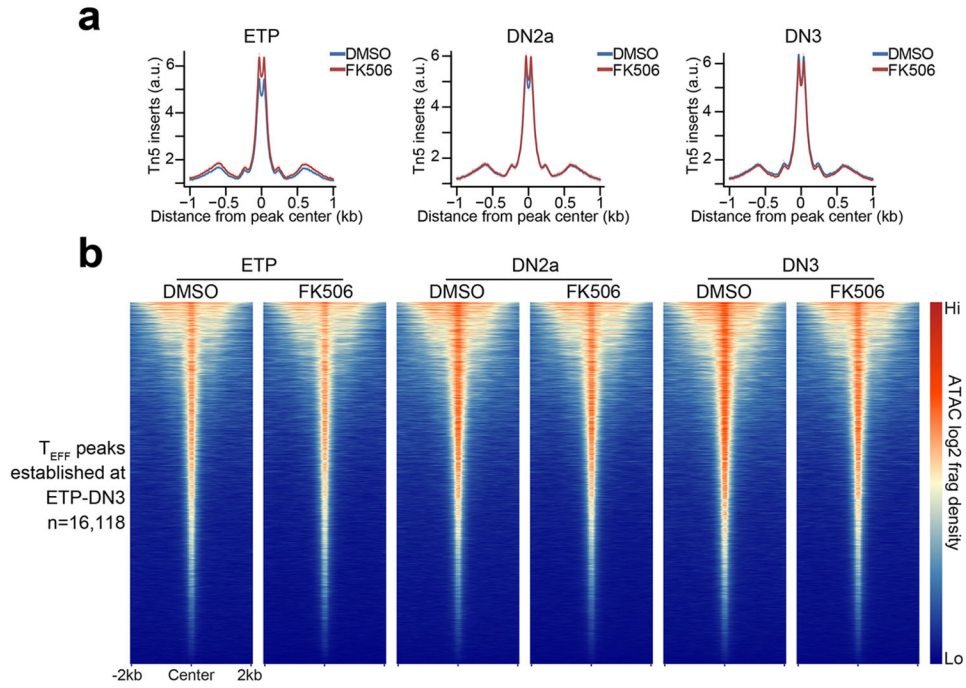 a
ETP
DMSO
FK506
Tn5 inserts (a.u.)
6
4
2
−1 −0.5 0 0.5 1
Distance from peak center (kb)
DN2a
DMSO
FK506
Tn5 inserts (a.u.)
6
4
2
−1 −0.5 0 0.5 1
Distance from peak center (kb)
DN3
DMSO
FK506
Tn5 inserts (a.u.)
6
4
2
−1 −0.5 0 0.5 1
Distance from peak center (kb)
b
ETP DN2a DN3
DMSO FK506 DMSO FK506 DMSO FK506
TEFF peaks
established at
ETP-DN3
n=16,118
-2kb Center 2kb
Hi
ATAC log2 frag density
Lo